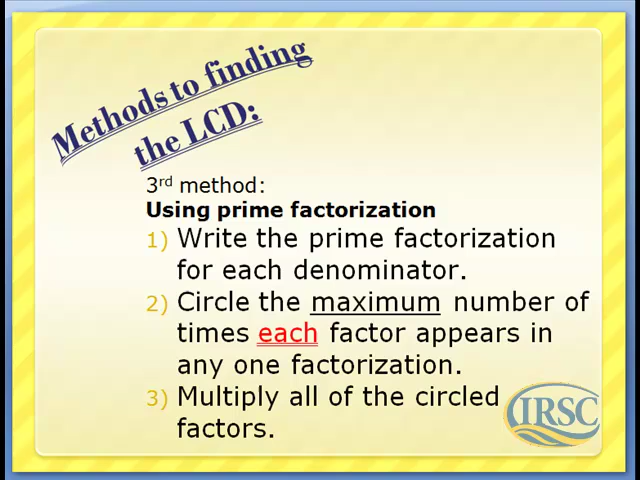 Methods to finding
the LCD:
3rd method:
Using prime factorization
1) Write the prime factorization
for each denominator.
2) Circle the maximum number of
times each factor appears in
any one factorization.
3) Multiply all of the circled
factors.
IRSC